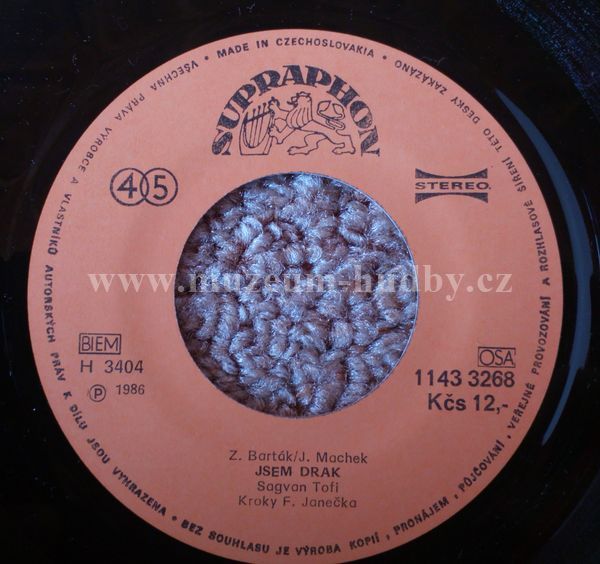 VŠECHNA PRÁVA VÝROBCE A VLASTNÍKŮ AUTORSKÝCH PRÁV K DÍLU JSOU VYHRAZENA • BEZ SOUHLASU JE VÝROBA KOPIÍ, PRONÁJEM, PŮJČOVÁNÍ, VEŘEJNÉ PROVOZOVÁNÍ A ROZHLASOVÉ ŠÍŘENÍ TÉTO DESKY ZAKÁZÁNO
• MADE IN CZECHOSLOVAKIA •
SUPRAPHON
45
STEREO
www.muzeum-hudby.cz
BIEM
H 3404
Ⓟ 1986
OSA
1143 3268
Kčs 12,-
Z. Barták/J. Machek
JSEM DRAK
Sagvan Tofi
Kroky F. Janečka